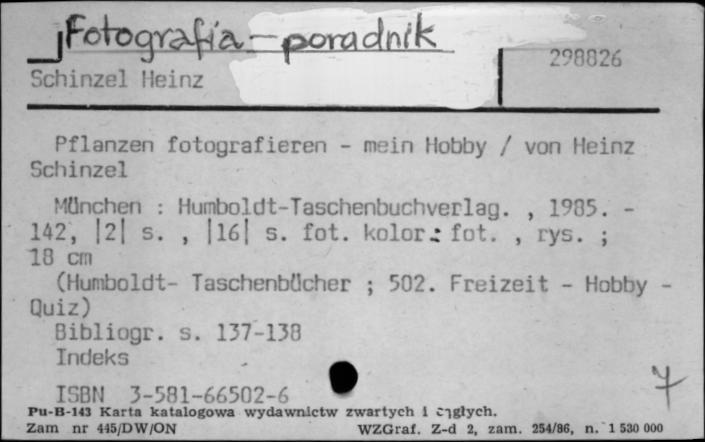 Fotografia - poradnik
298826
Schinzel Heinz
Pflanzen fotografieren - mein Hobby / von Heinz
Schinzel
München : Humboldt-Taschenbuchverlag. , 1985. -
142, |2| s. , |16| s. fot. kolor.: fot. , rys. ;
18 cm
(Humboldt- Taschenbücher ; 502. Freizeit - Hobby -
Quiz)
Bibliogr. s. 137-138
Indeks
7
ISBN 3-581-66502-6
Pu-B-143 Karta katalogowa wydawnictw zwartych i ciągłych.
Zam nr 445/DW/ON WZGraf. Z-d 2, zam. 254/86, n. 1 530 000